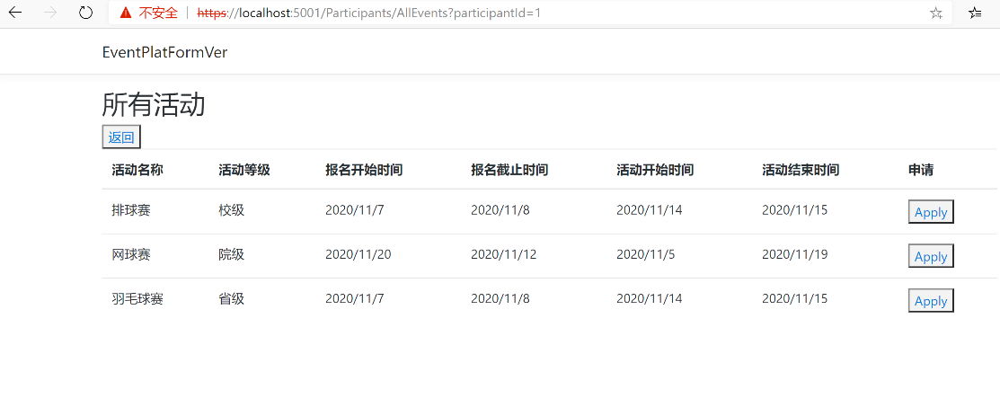 不安全 https://localhost:5001/Participants/AllEvents?participantId=1
EventPlatFormVer
所有活动
返回
活动名称 活动等级 报名开始时间 报名截止时间 活动开始时间 活动结束时间 申请
排球赛 校级 2020/11/7 2020/11/8 2020/11/14 2020/11/15 Apply
网球赛 院级 2020/11/20 2020/11/12 2020/11/5 2020/11/19 Apply
羽毛球赛 省级 2020/11/7 2020/11/8 2020/11/14 2020/11/15 Apply